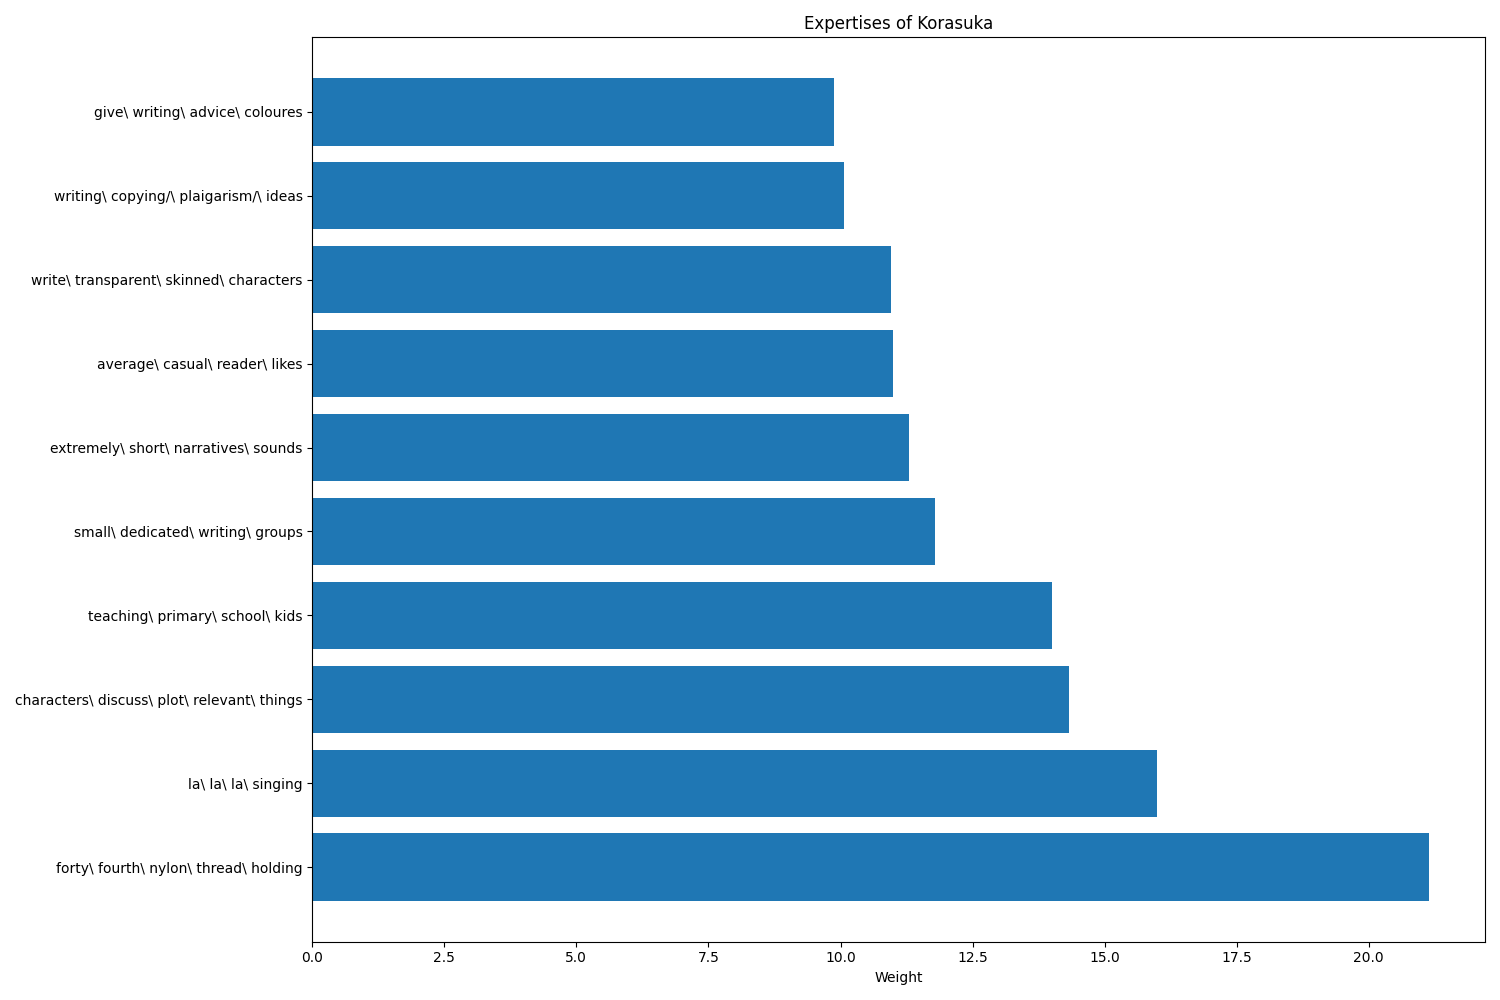 Expertises of Korasuka
give\ writing\ advice\ coloures
writing\ copying/\ plaigarism/\ ideas
write\ transparent\ skinned\ characters
average\ casual\ reader\ likes
extremely\ short\ narratives\ sounds
small\ dedicated\ writing\ groups
teaching\ primary\ school\ kids
characters\ discuss\ plot\ relevant\ things
la\ la\ la\ singing
forty\ fourth\ nylon\ thread\ holding
0.0 2.5 5.0 7.5 10.0 12.5 15.0 17.5 20.0
Weight